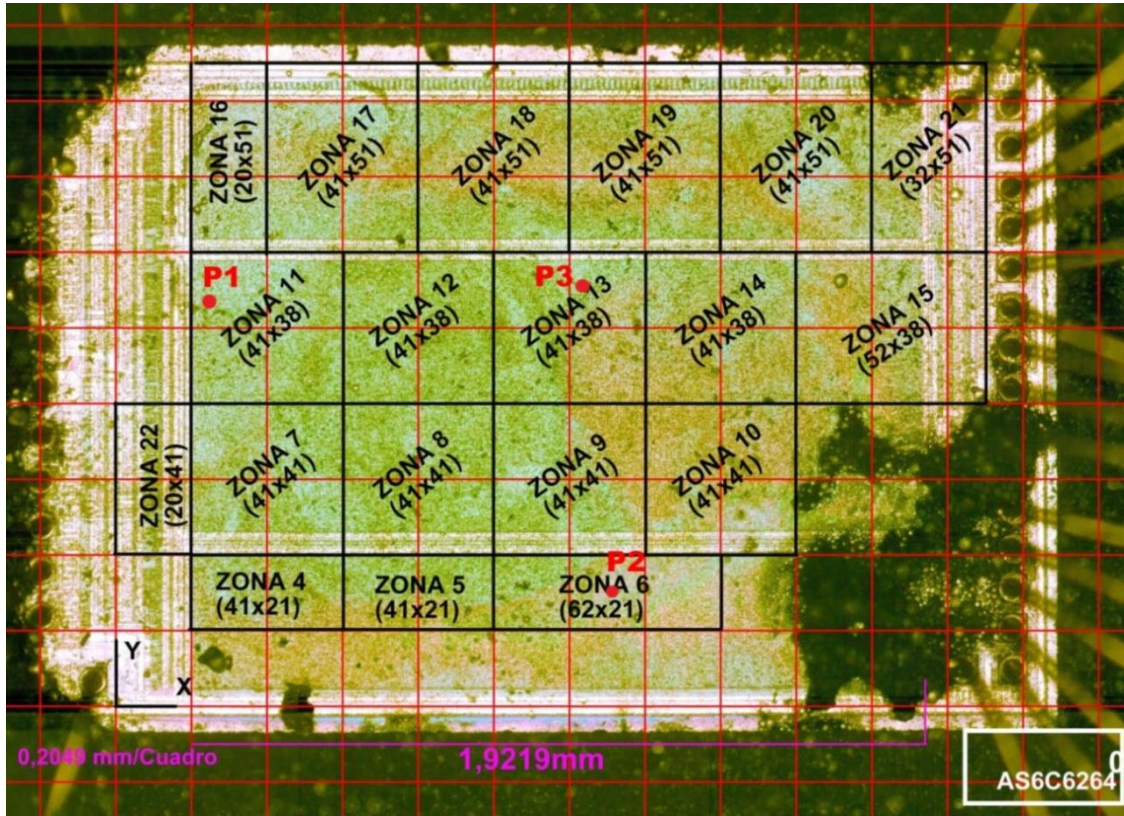 ZONA 16
(20x51)
ZONA 17
(41x51)
ZONA 18
(41x51)
ZONA 19
(41x51)
ZONA 20
(41x51)
ZONA 21
(32x51)
P1
ZONA 11
(41x38)
ZONA 12
(41x38)
P3
ZONA 13
(41x38)
ZONA 14
(41x38)
ZONA 15
(52x38)
ZONA 22
(20x41)
ZONA 7
(41x41)
ZONA 8
(41x41)
ZONA 9
(41x41)
ZONA 10
(41x41)
P2
ZONA 4
(41x21)
ZONA 5
(41x21)
ZONA 6
(62x21)
Y
X
0,2049 mm/Cuadro
1,9219mm
0
AS6C6264